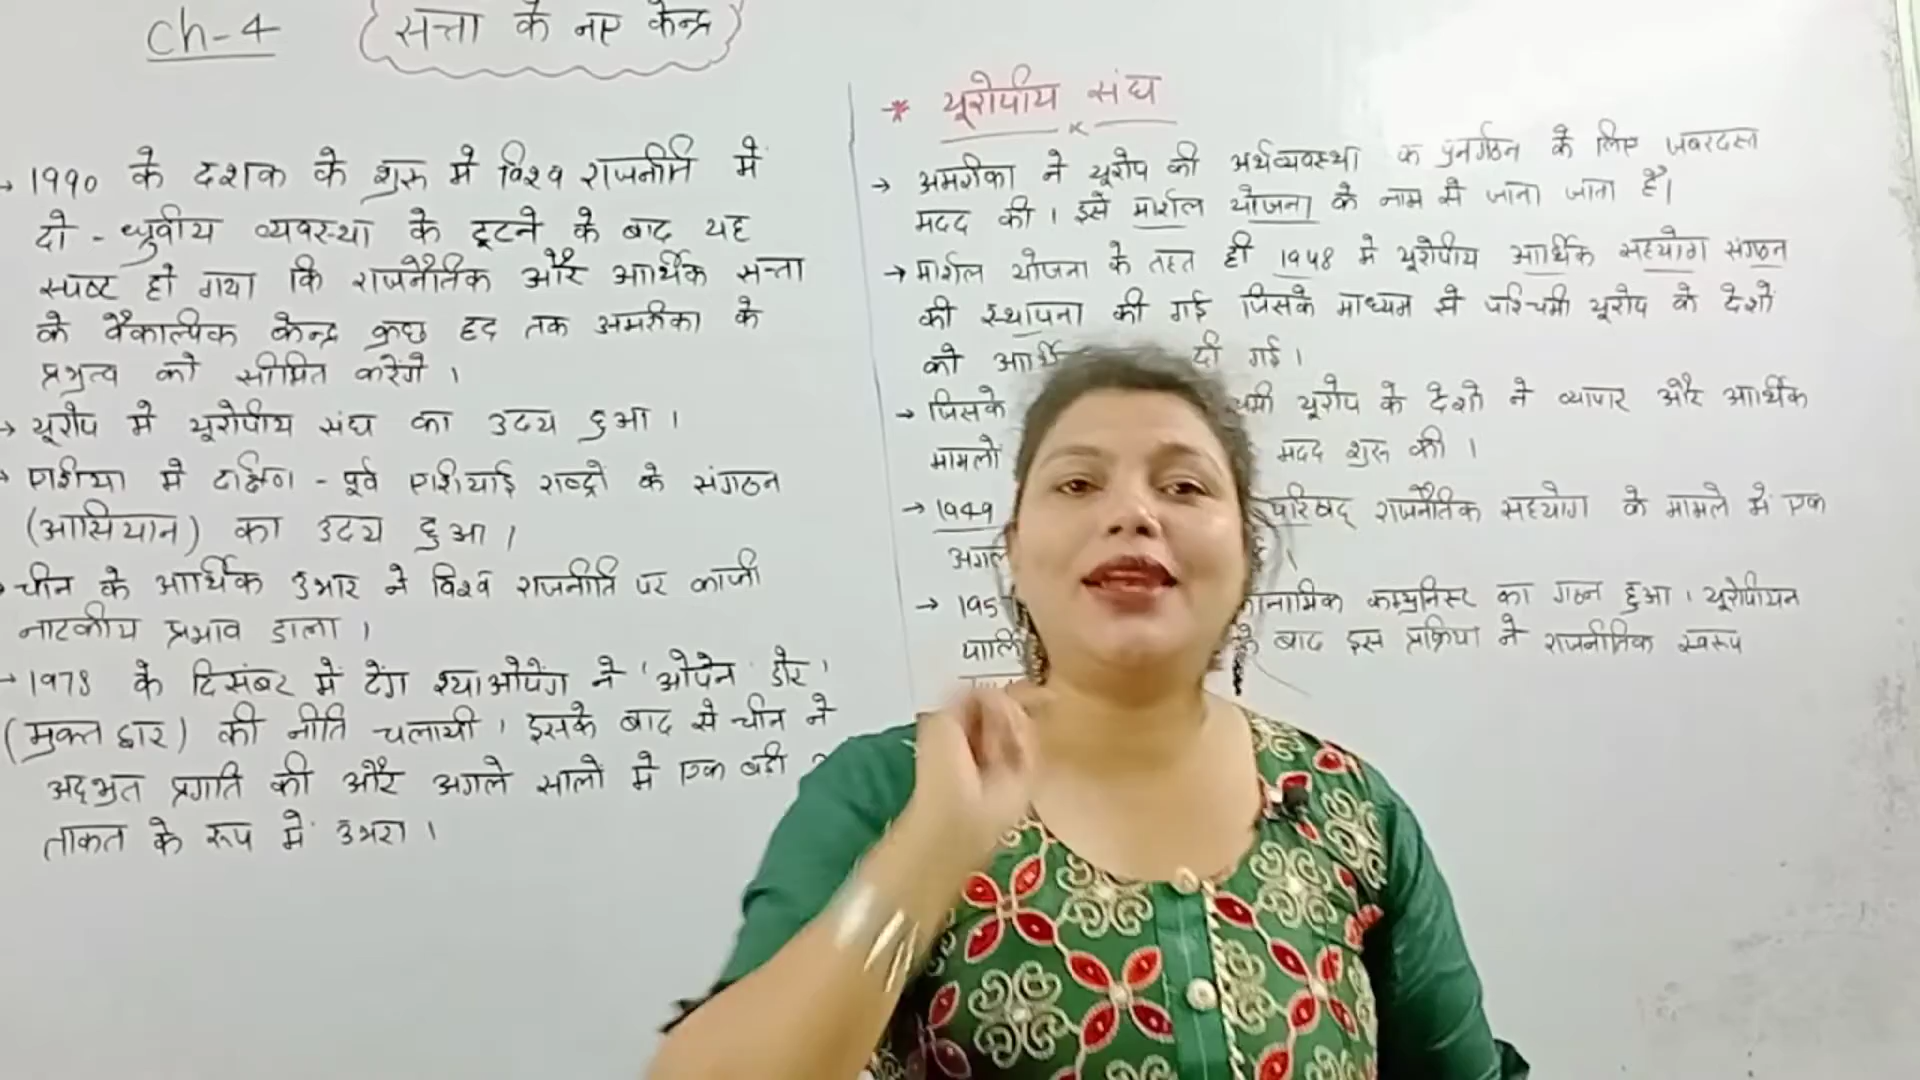 Ch-4
सत्ता के नए केन्द्र
→ 1990 के दशक के शुरू में विश्व राजनीति में
दो - ध्रुवीय व्यवस्था के टूटने के बाद यह
स्पष्ट हो गया कि राजनैतिक और आर्थिक सत्ता
के वैकाल्पिक केन्द्र कुछ हद तक अमरीका के
प्रभुत्व को सीमित करेंगे ।
→ यूरोप में यूरोपीय संघ का उदय हुआ ।
→ एशिया में दक्षिण - पूर्व एशियाई राष्ट्रों के संगठन
(आसियान) का उदय हुआ ।
चीन के आर्थिक उभार ने विश्व राजनीति पर काफी
नाटकीय प्रभाव डाला ।
→ 1978 के दिसंबर में देंग श्याओपेंग ने 'ओपेन डोर'
(मुक्त द्वार) की नीति चलायी । इसके बाद से चीन ने
अद्भुत प्रगति की और अगले सालो में एक बडी
ताकत के रूप में उभरा ।
* यूरोपीय संघ
→ अमरीका ने यूरोप की अर्थव्यवस्था के पुनर्गठन के लिए जबरदस्त
मदद की । इसे मार्शल योजना के नाम से जाना जाता है।
→ मार्शल योजना के तहत ही 1948 में यूरोपीय आर्थिक सहयोग संगठन
की स्थापना की गई जिसके माध्यम से पश्चिमी यूरोप के देशों
को दी गई ।
→ जिसके यूरोप के देशो ने व्यापार और आर्थिक
मामलों मदद शुरू की ।
→ 1949 परिषद् राजनैतिक सहयोग के मामले में एक
→ 195 कम्युनिस्ट का गठन हुआ । यूरोपीयन
के बाद इस प्रक्रिया ने राजनीतिक स्वरूप